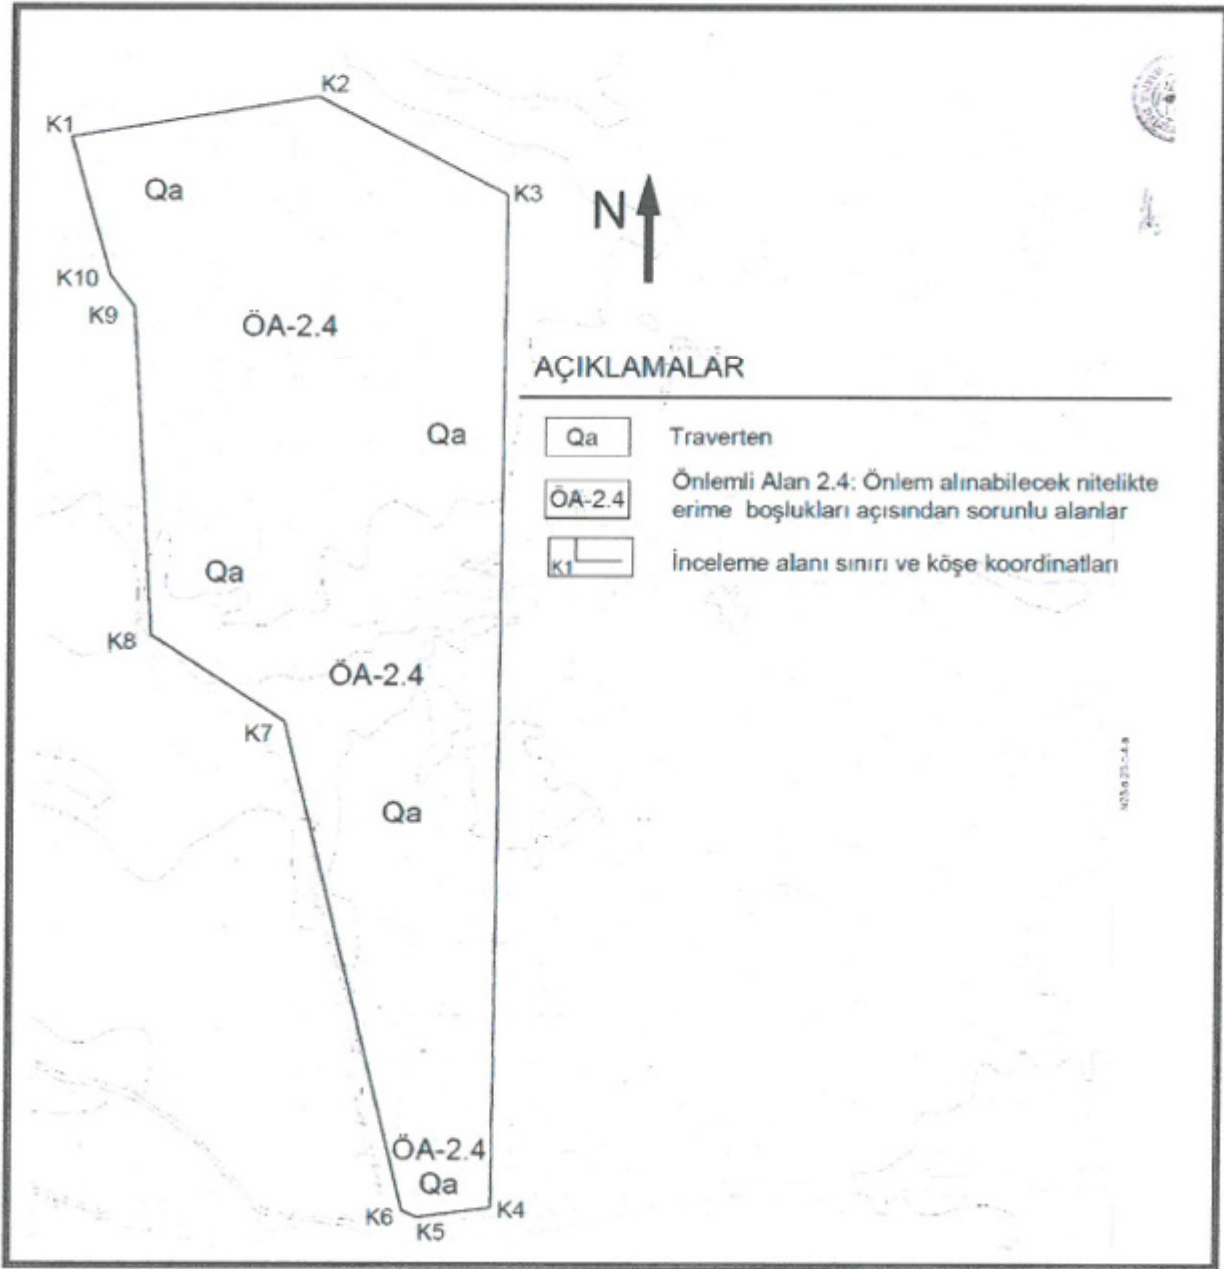 K2
K1
Qa
K3
N
K10
K9
ÖA-2.4
AÇIKLAMALAR
Qa
Qa Traverten
ÖA-2.4 Önlemli Alan 2.4: Önlem alınabilecek nitelikte
erime boşlukları açısından sorunlu alanlar
K1 İnceleme alanı sınırı ve köşe koordinatları
Qa
K8
ÖA-2.4
K7
Qa
ÖA-2.4
Qa
K6
K5
K4